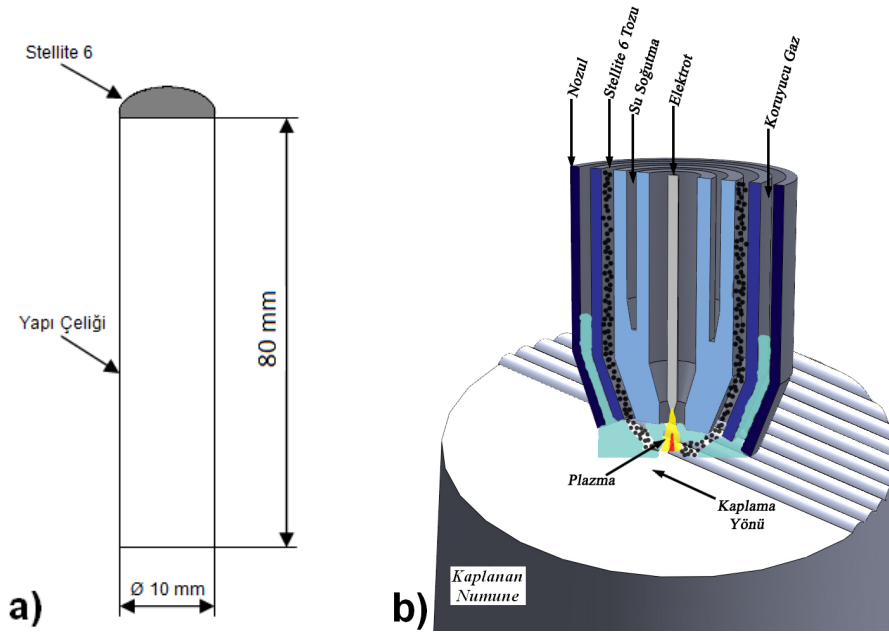 Stellite 6
Yapı Çeliği
80 mm
Ø 10 mm
a)
Nozul
Stellite 6 Tozu
Su Soğutma
Elektrot
Koruyucu Gaz
Plazma
Kaplama
Yönü
Kaplanan
Numune
b)